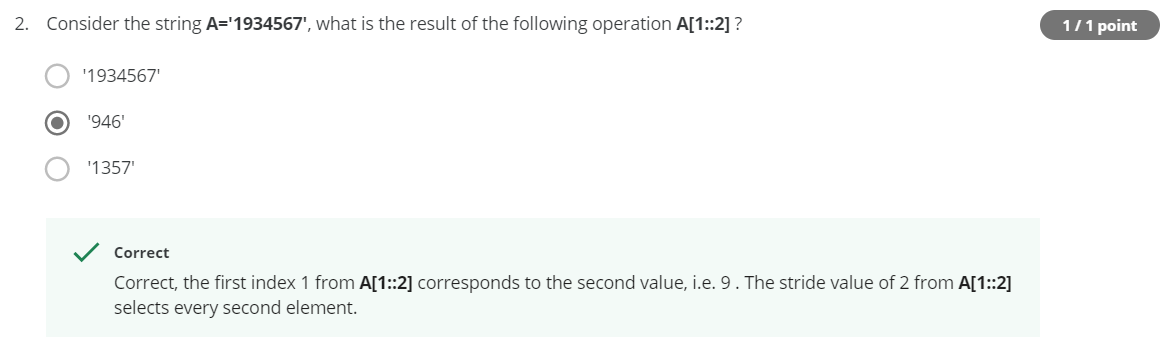 2. Consider the string A='1934567', what is the result of the following operation A[1::2] ?
1 / 1 point
'1934567'
'946'
'1357'
Correct
Correct, the first index 1 from A[1::2] corresponds to the second value, i.e. 9 . The stride value of 2 from A[1::2]
selects every second element.